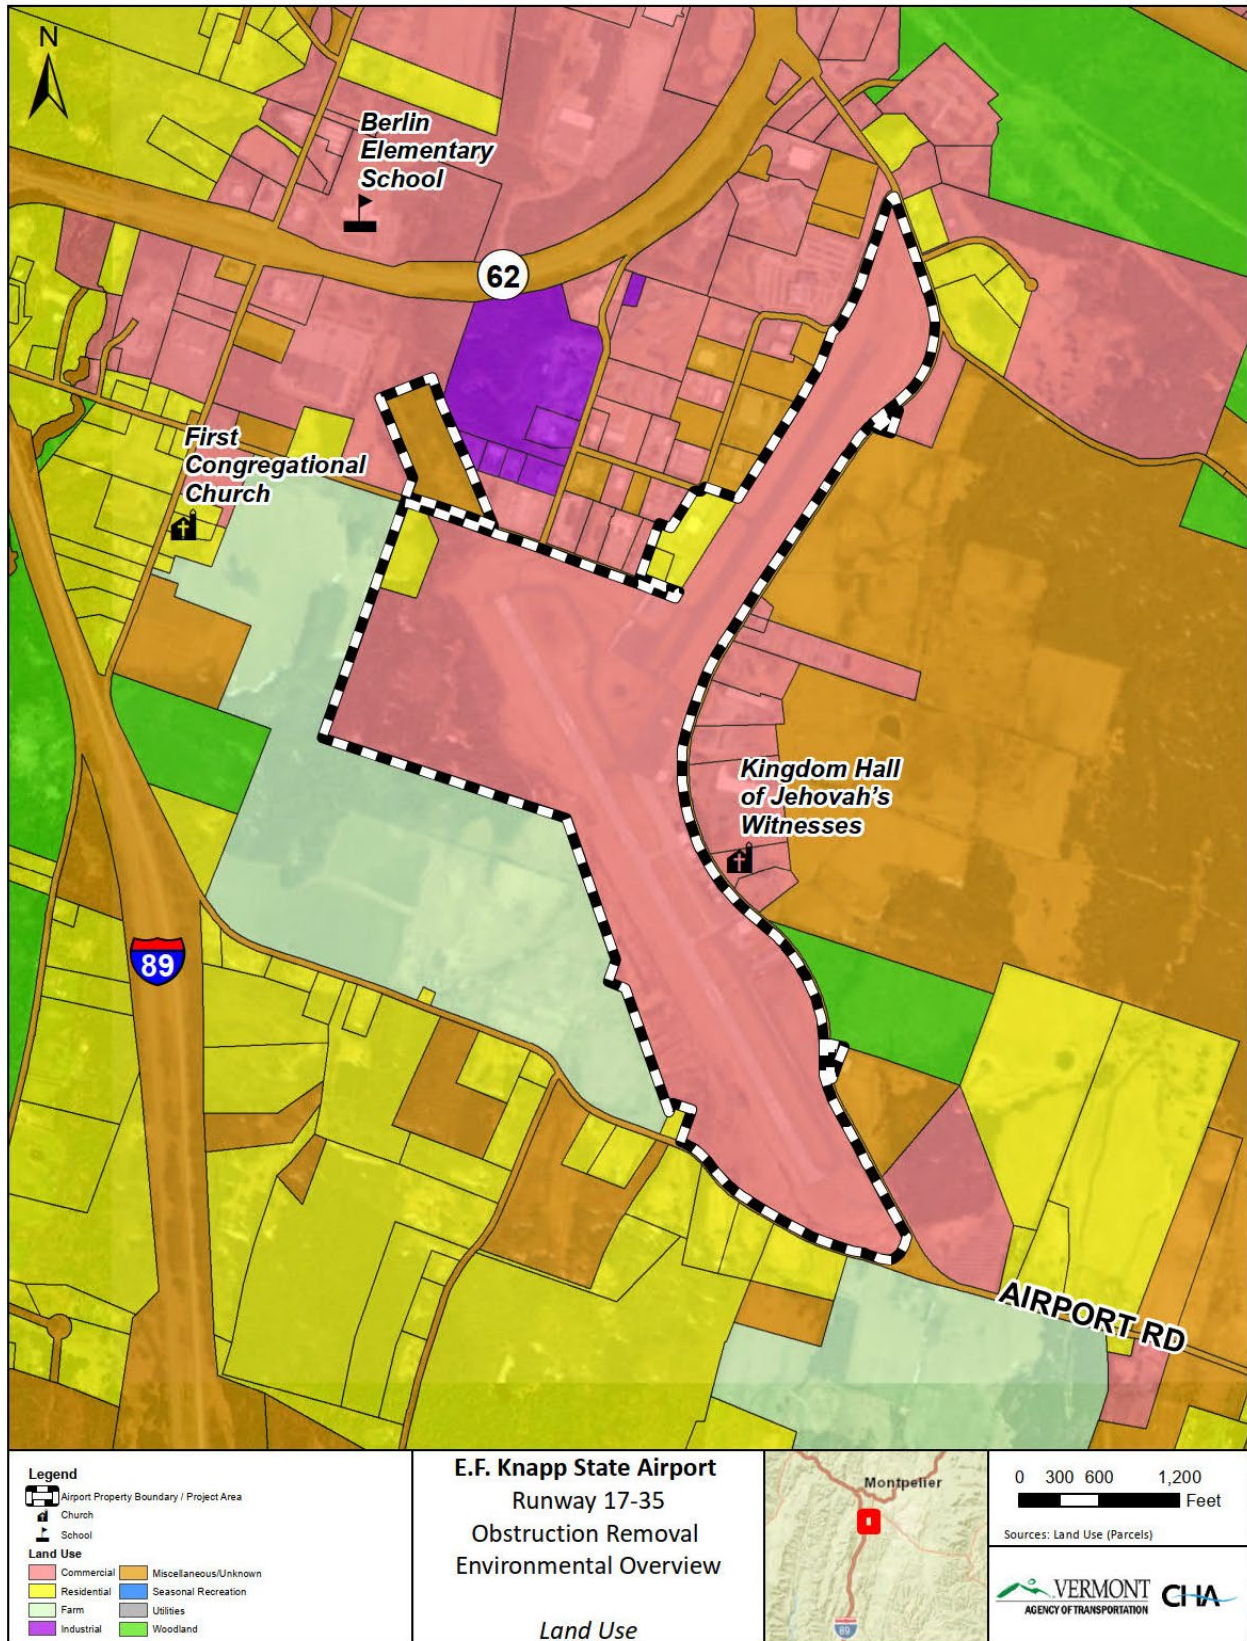 N
Berlin
Elementary
School
62
First
Congregational
Church
Kingdom Hall
of Jehovah's
Witnesses
89
AIRPORT RD
Legend
Airport Property Boundary / Project Area
Church
School
Land Use
Commercial
Miscellaneous/Unknown
Residential
Seasonal Recreation
Farm
Utilities
Industrial
Woodland
E.F. Knapp State Airport
Runway 17-35
Obstruction Removal
Environmental Overview
Land Use
Montpelier
89
0 300 600 1,200
Feet
Sources: Land Use (Parcels)
VERMONT
AGENCY OF TRANSPORTATION
CHA